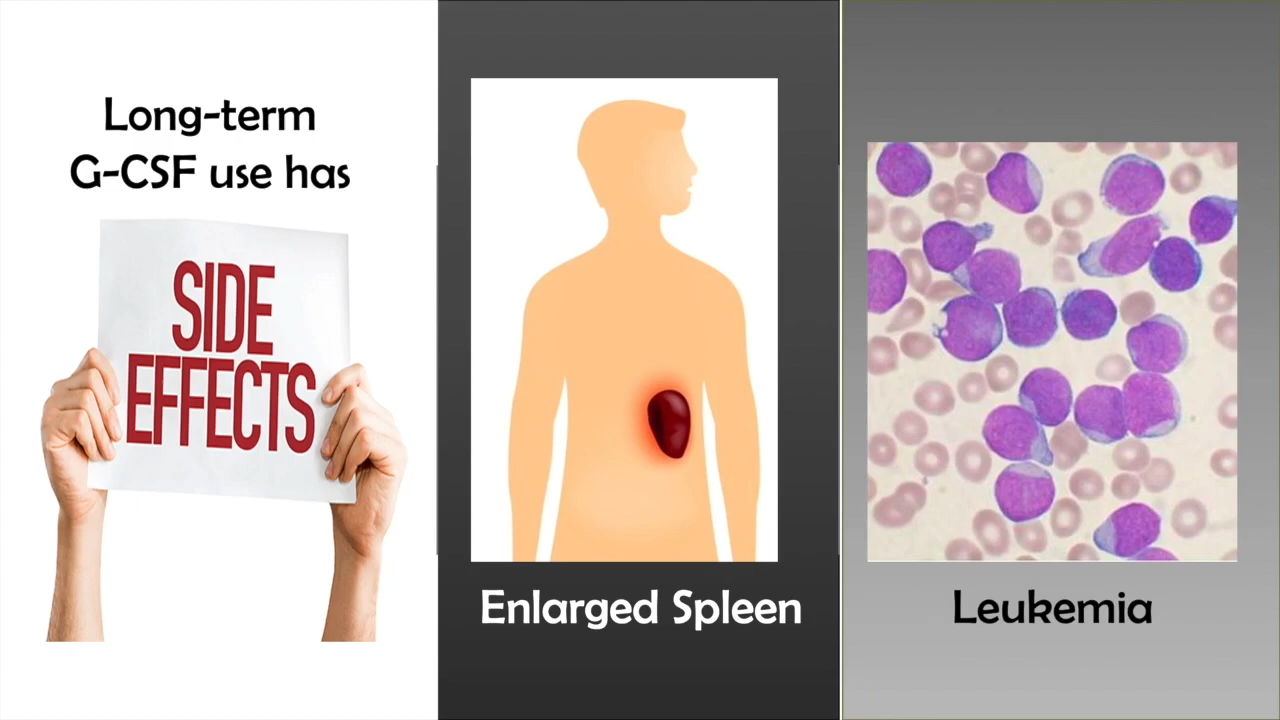 Long-term
G-CSF use has
SIDE
EFFECTS
Enlarged Spleen
Leukemia